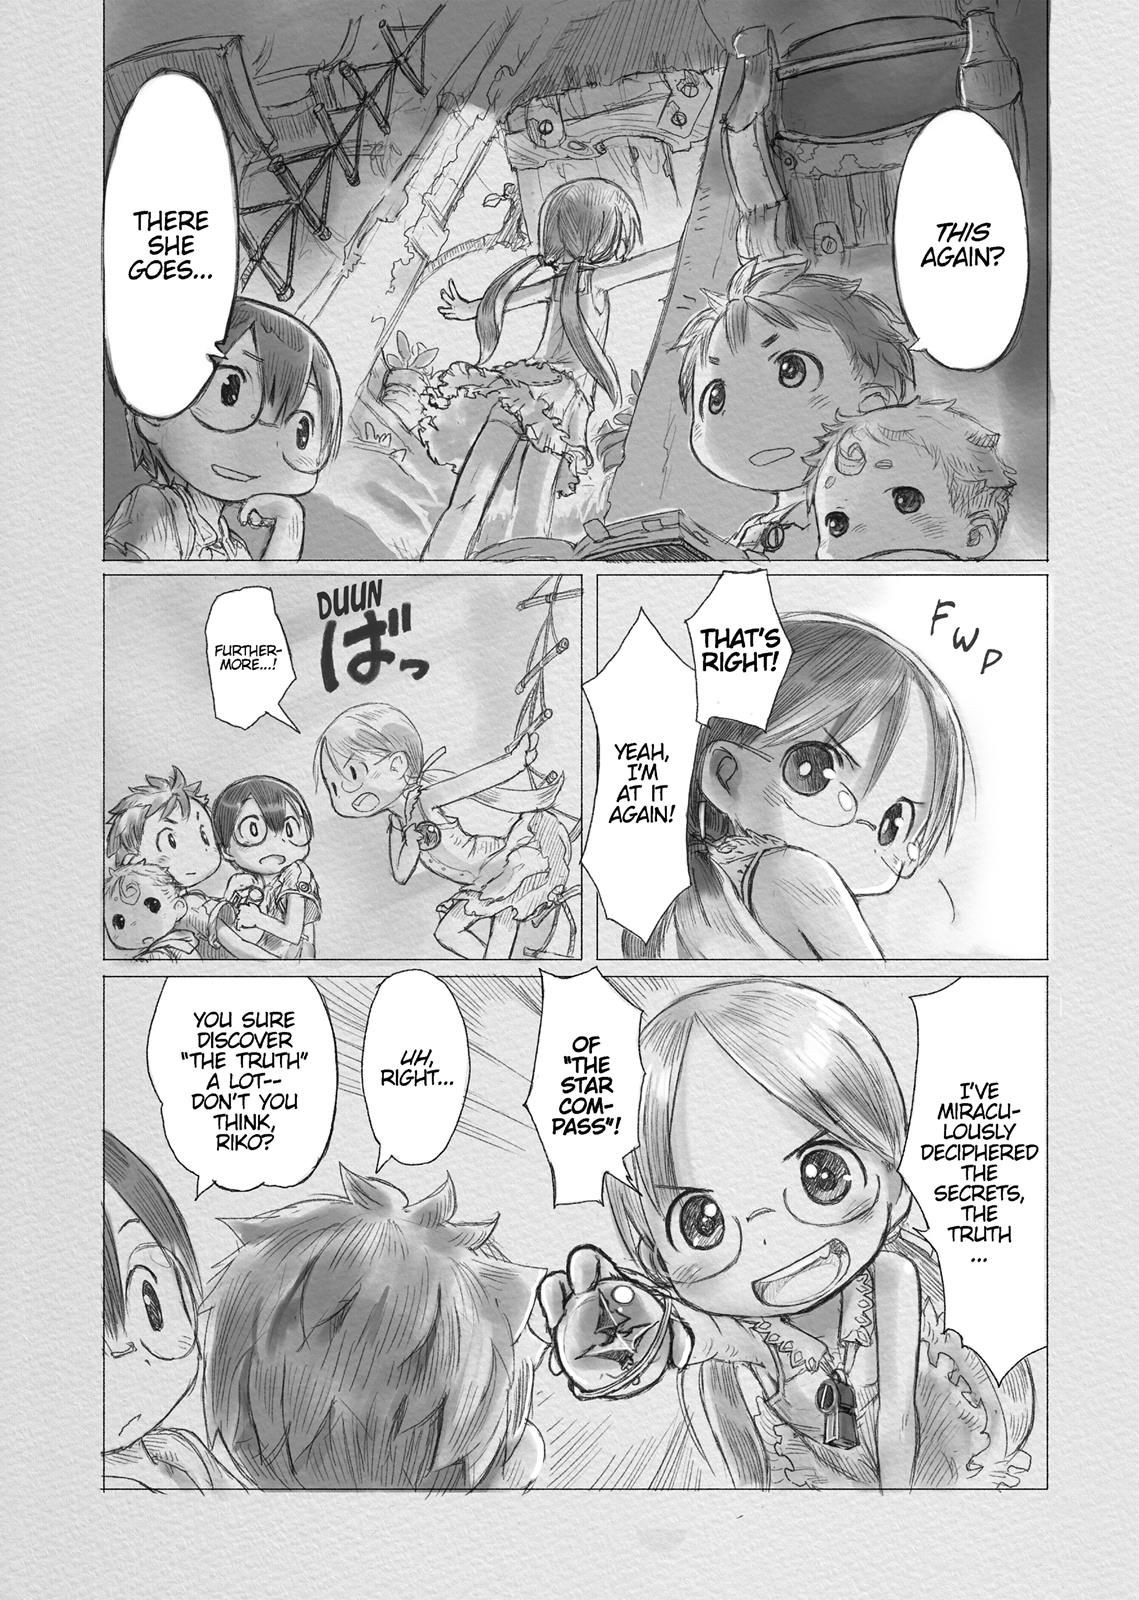 THIS
AGAIN?
THERE
SHE
GOES...
FWP
THAT'S
RIGHT!
YEAH,
I'M
AT IT
AGAIN!
DUUN
ばっ
FURTHER-
MORE...!
I'VE
MIRACU-
LOUSLY
DECIPHERED
THE
SECRETS,
THE
TRUTH
...
OF
"THE
STAR
COM-
PASS"!
UH,
RIGHT...
YOU SURE
DISCOVER
"THE TRUTH"
A LOT--
DON'T YOU
THINK,
RIKO?